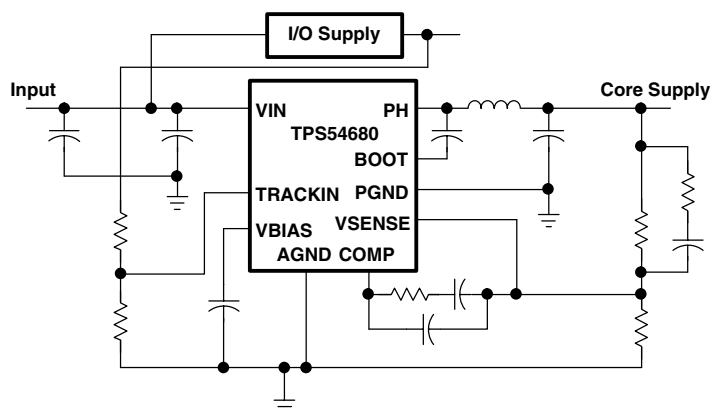 I/O Supply
Input
Core Supply
VIN
PH
TPS54680
BOOT
TRACKIN
PGND
VSENSE
VBIAS
AGND
COMP